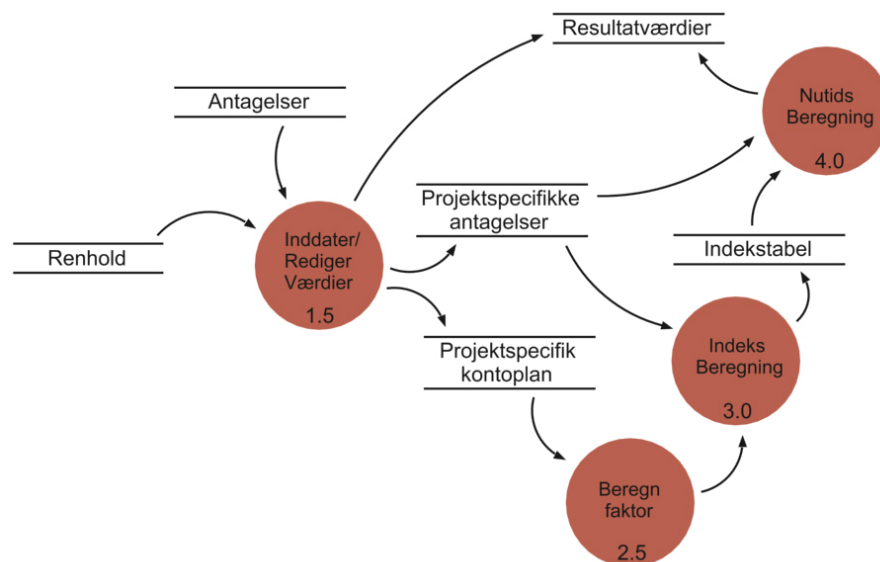 Resultatværdier
Antagelser
Nutids
Beregning
4.0
Projektspecifikke
antagelser
Renhold
Inddater/
Rediger
Værdier
1.5
Indekstabel
Projektspecifik
kontoplan
Indeks
Beregning
3.0
Beregn
faktor
2.5